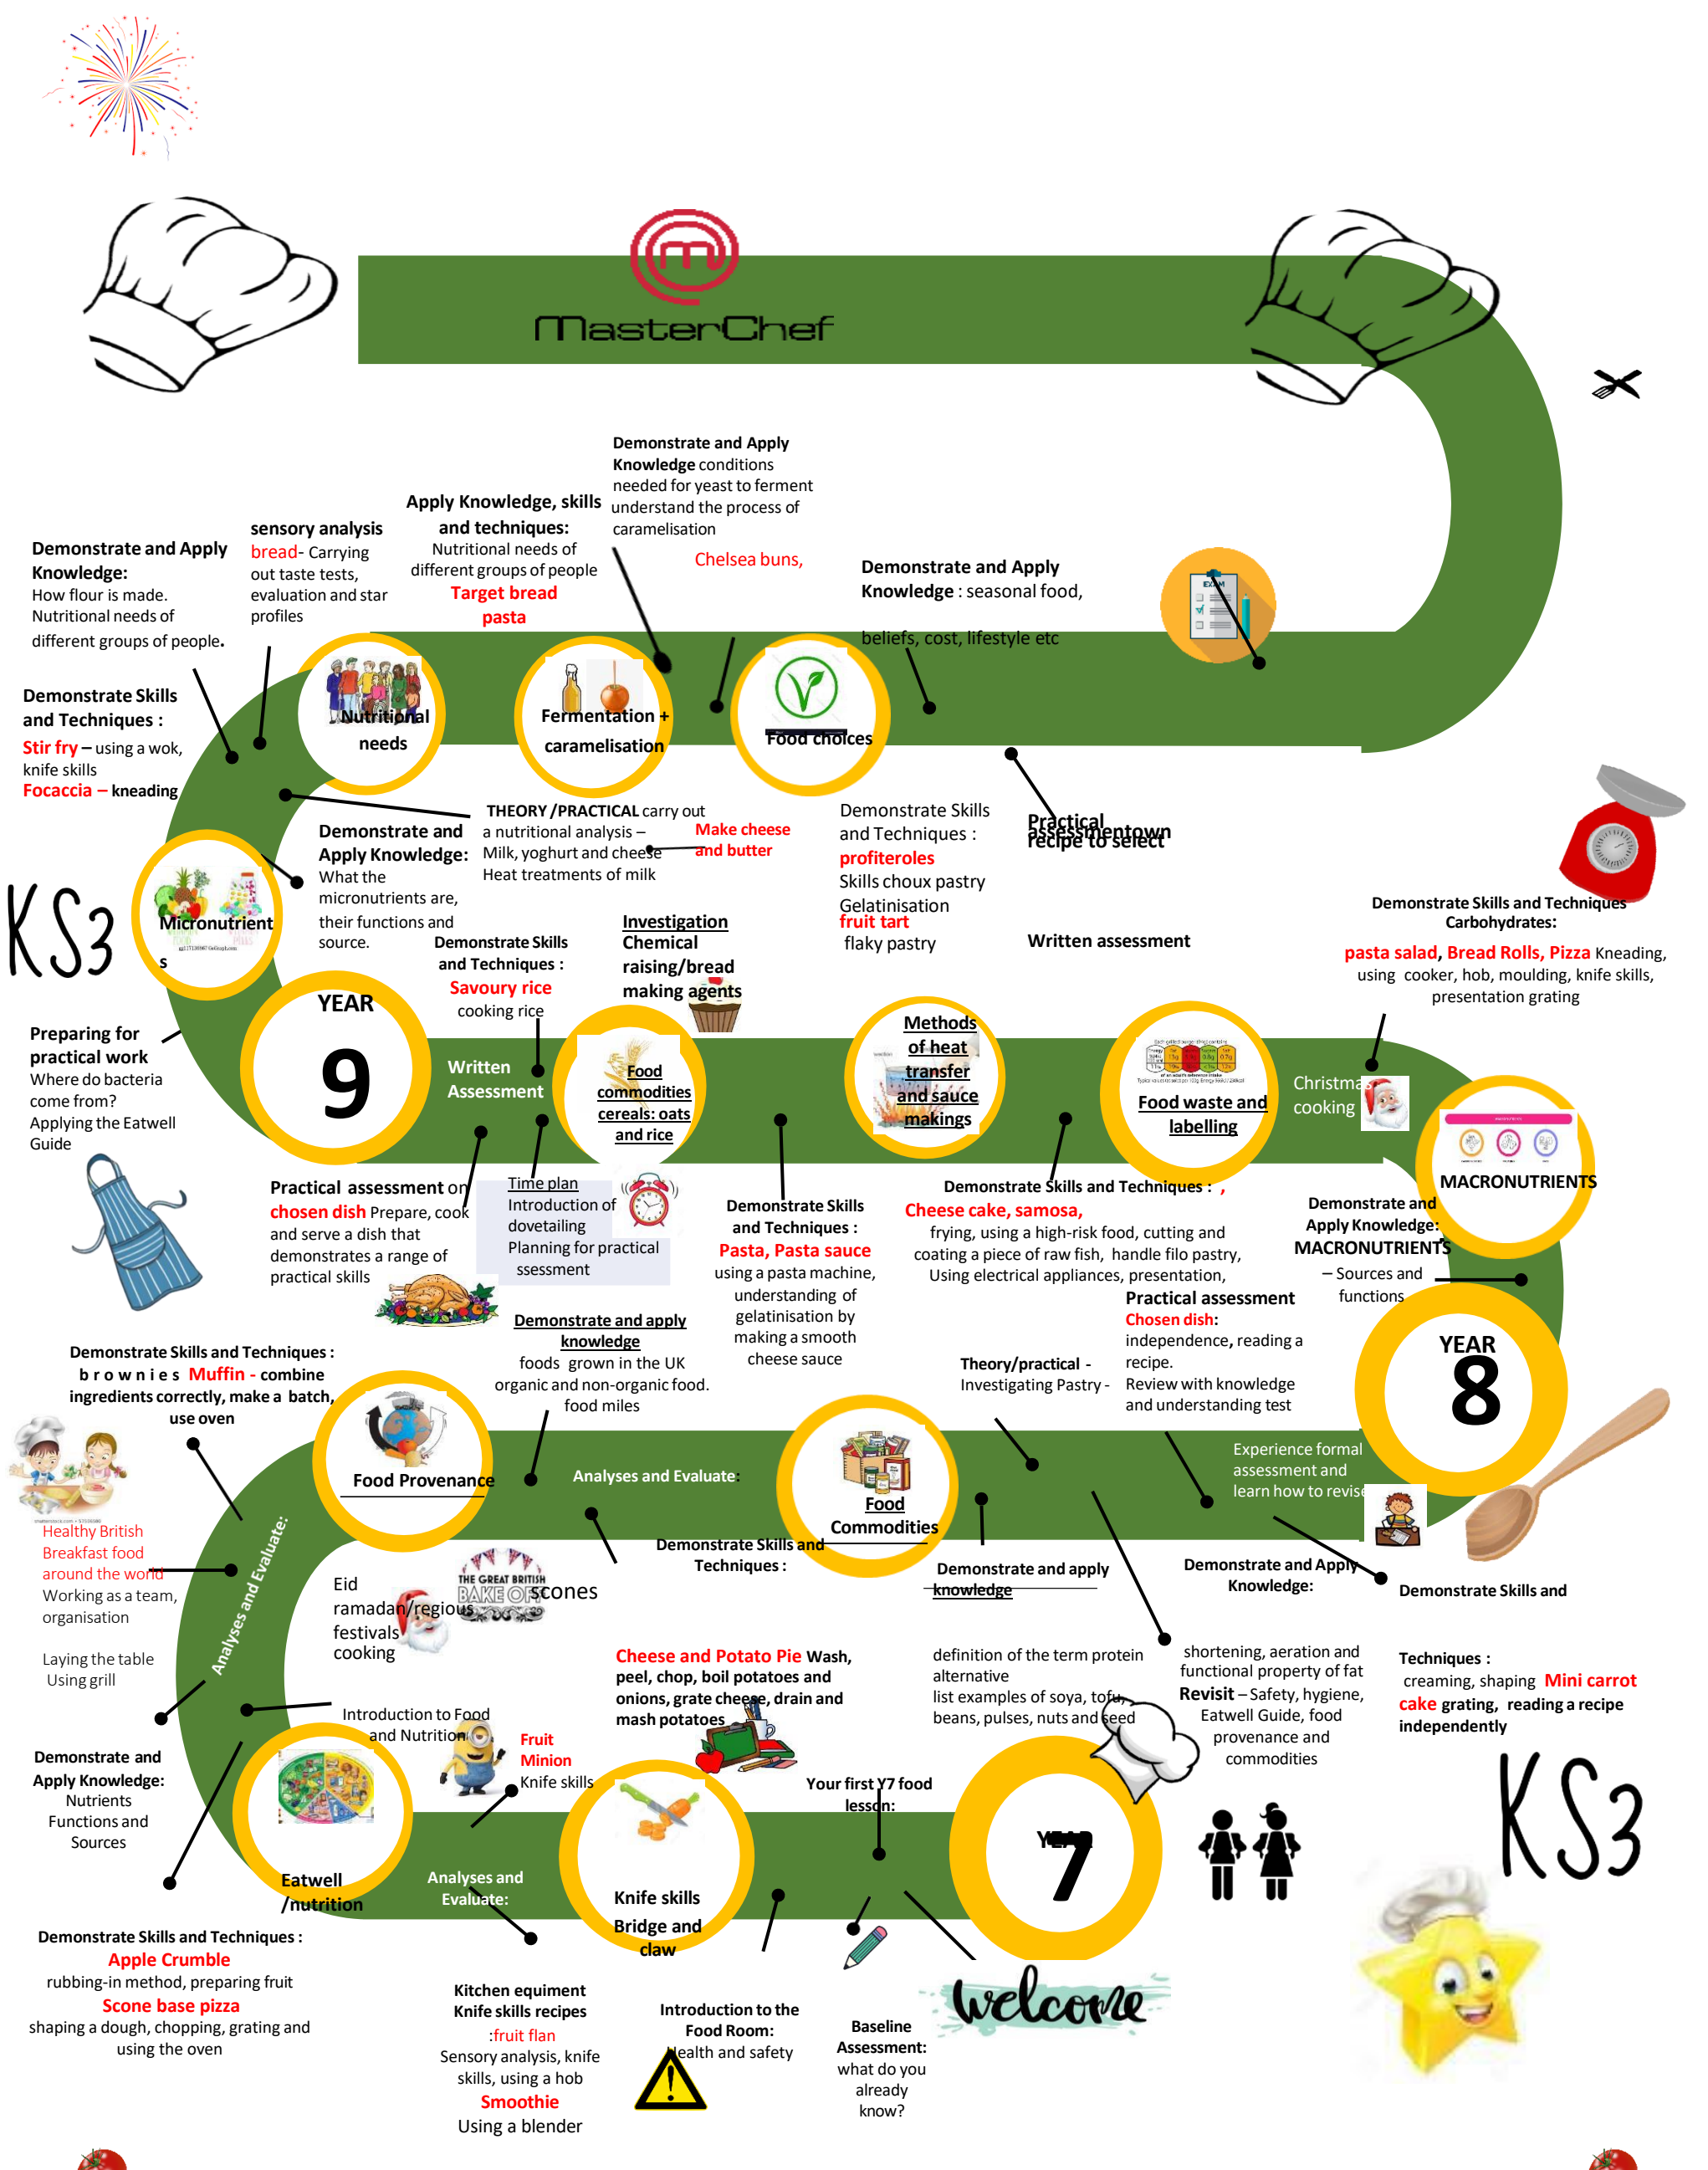 MasterChef
Demonstrate and Apply
Knowledge conditions
needed for yeast to ferment
understand the process of
caramelisation
Chelsea buns,
Apply Knowledge, skills
and techniques:
Nutritional needs of
different groups of people
Target bread
pasta
sensory analysis
bread- Carrying
out taste tests,
evaluation and star
profiles
Demonstrate and Apply
Knowledge:
How flour is made.
Nutritional needs of
different groups of people.
Demonstrate and Apply
Knowledge : seasonal food,
beliefs, cost, lifestyle etc
EXAM
Demonstrate Skills
and Techniques :
Stir fry – using a wok,
knife skills
Focaccia – kneading
Nutritional
needs
Fermentation +
caramelisation
Food choices
THEORY /PRACTICAL carry out
a nutritional analysis –
Milk, yoghurt and cheese
Heat treatments of milk
Make cheese
and butter
Demonstrate Skills
and Techniques :
profiteroles
Skills choux pastry
Gelatinisation
fruit tart
flaky pastry
Practical
assessmentown
recipe to select
Written assessment
Demonstrate and
Apply Knowledge:
What the
micronutrients are,
their functions and
source.
KS3
Micronutrient
s
Demonstrate Skills
and Techniques :
Savoury rice
cooking rice
Investigation
Chemical
raising/bread
making agents
Demonstrate Skills and Techniques
Carbohydrates:
pasta salad, Bread Rolls, Pizza Kneading,
using cooker, hob, moulding, knife skills,
presentation grating
Preparing for
practical work
Where do bacteria
come from?
Applying the Eatwell
Guide
YEAR
9
Written
Assessment
Food
commodities
cereals: oats
and rice
Methods
of heat
transfer
and sauce
makings
Food waste and
labelling
Christmas
cooking
MACRONUTRIENTS
Practical assessment on
chosen dish Prepare, cook
and serve a dish that
demonstrates a range of
practical skills
Time plan
Introduction of
dovetailing
Planning for practical
ssessment
Demonstrate Skills
and Techniques :
Pasta, Pasta sauce
using a pasta machine,
understanding of
gelatinisation by
making a smooth
cheese sauce
Demonstrate Skills and Techniques : ,
Cheese cake, samosa,
frying, using a high-risk food, cutting and
coating a piece of raw fish, handle filo pastry,
Using electrical appliances, presentation,
Demonstrate and
Apply Knowledge:
MACRONUTRIENTS
– Sources and
functions
Practical assessment
Chosen dish:
independence, reading a
recipe.
Review with knowledge
and understanding test
Theory/practical -
Investigating Pastry -
YEAR
8
Demonstrate and apply
knowledge
foods grown in the UK
organic and non-organic food.
food miles
Demonstrate Skills and Techniques :
brownies Muffin - combine
ingredients correctly, make a batch,
use oven
Food Provenance
Analyses and Evaluate:
Food
Commodities
Experience formal
assessment and
learn how to revise
Healthy British
Breakfast food
around the world
Working as a team,
organisation
Laying the table
Using grill
Analyses and Evaluate:
Eid
ramadan/regious
festivals
cooking
THE GREAT BRITISH
BAKE OFF
scones
Demonstrate Skills and
Techniques :
Cheese and Potato Pie Wash,
peel, chop, boil potatoes and
onions, grate cheese, drain and
mash potatoes
Demonstrate and apply
knowledge
definition of the term protein
alternative
list examples of soya, tofu,
beans, pulses, nuts and seed
Demonstrate and Apply
Knowledge:
shortening, aeration and
functional property of fat
Revisit – Safety, hygiene,
Eatwell Guide, food
provenance and
commodities
Demonstrate Skills and
Techniques :
creaming, shaping Mini carrot
cake grating, reading a recipe
independently
Introduction to Food
and Nutrition
Fruit
Minion
Knife skills
Demonstrate and
Apply Knowledge:
Nutrients
Functions and
Sources
Eatwell
/nutrition
Analyses and
Evaluate:
Knife skills
Bridge and
claw
Your first Y7 food
lesson:
YEAR
7
KS3
Demonstrate Skills and Techniques :
Apple Crumble
rubbing-in method, preparing fruit
Scone base pizza
shaping a dough, chopping, grating and
using the oven
Kitchen equiment
Knife skills recipes
:fruit flan
Sensory analysis, knife
skills, using a hob
Smoothie
Using a blender
Introduction to the
Food Room:
Health and safety
Baseline
Assessment:
what do you
already
know?
welcome